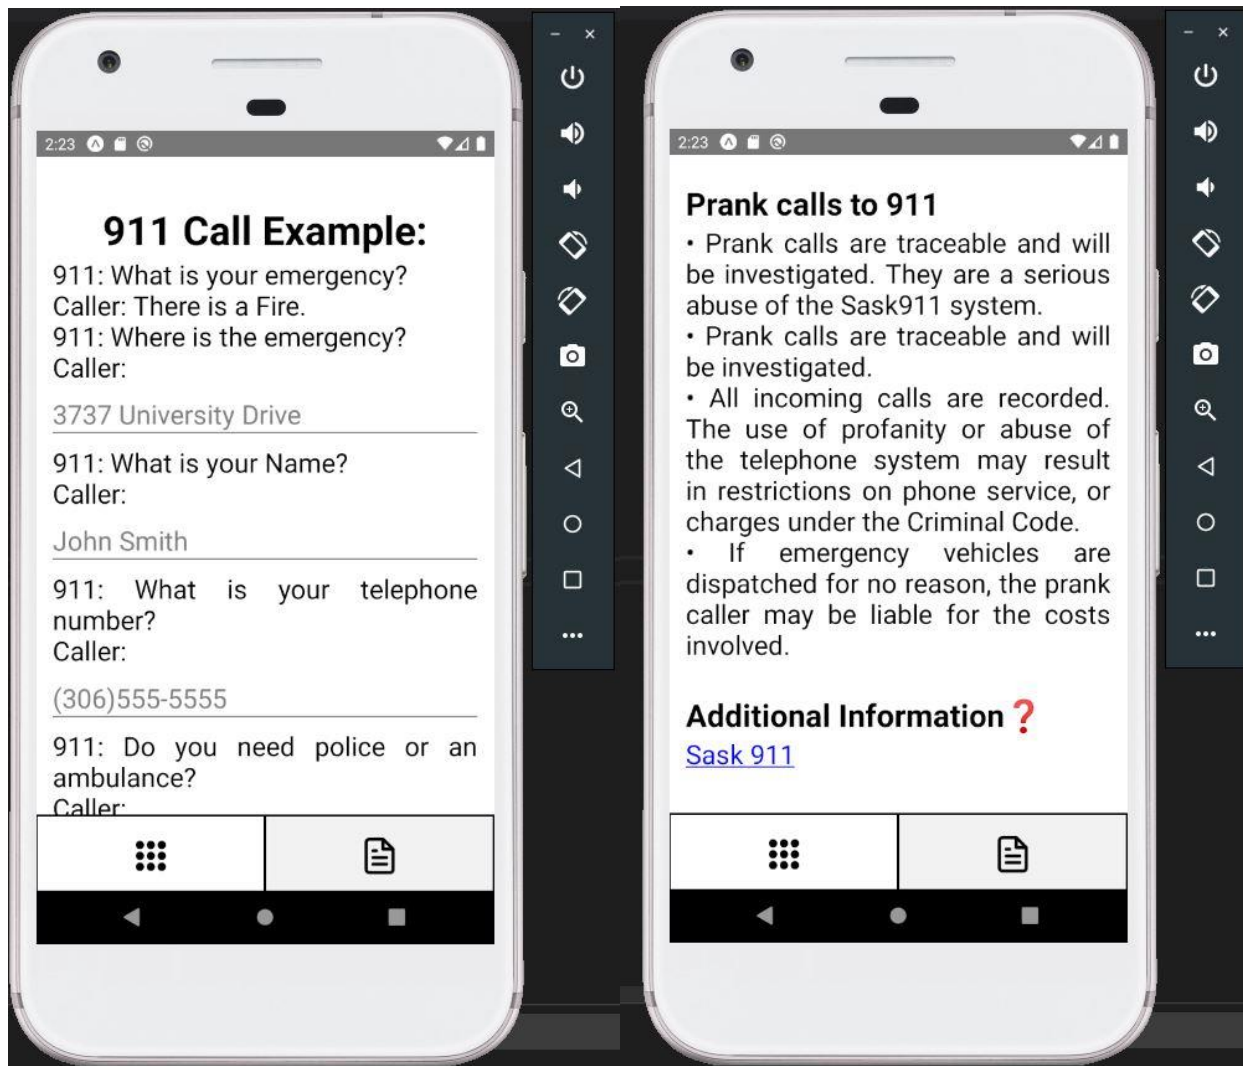 2:23
911 Call Example:
911: What is your emergency?
Caller: There is a Fire.
911: Where is the emergency?
Caller:
3737 University Drive
911: What is your Name?
Caller:
John Smith
911: What is your telephone
number?
Caller:
(306)555-5555
911: Do you need police or an
ambulance?
Caller:
2:23
Prank calls to 911
• Prank calls are traceable and will
be investigated. They are a serious
abuse of the Sask911 system.
• Prank calls are traceable and will
be investigated.
• All incoming calls are recorded.
The use of profanity or abuse of
the telephone system may result
in restrictions on phone service, or
charges under the Criminal Code.
• If emergency vehicles are
dispatched for no reason, the prank
caller may be liable for the costs
involved.
Additional Information❓
Sask 911